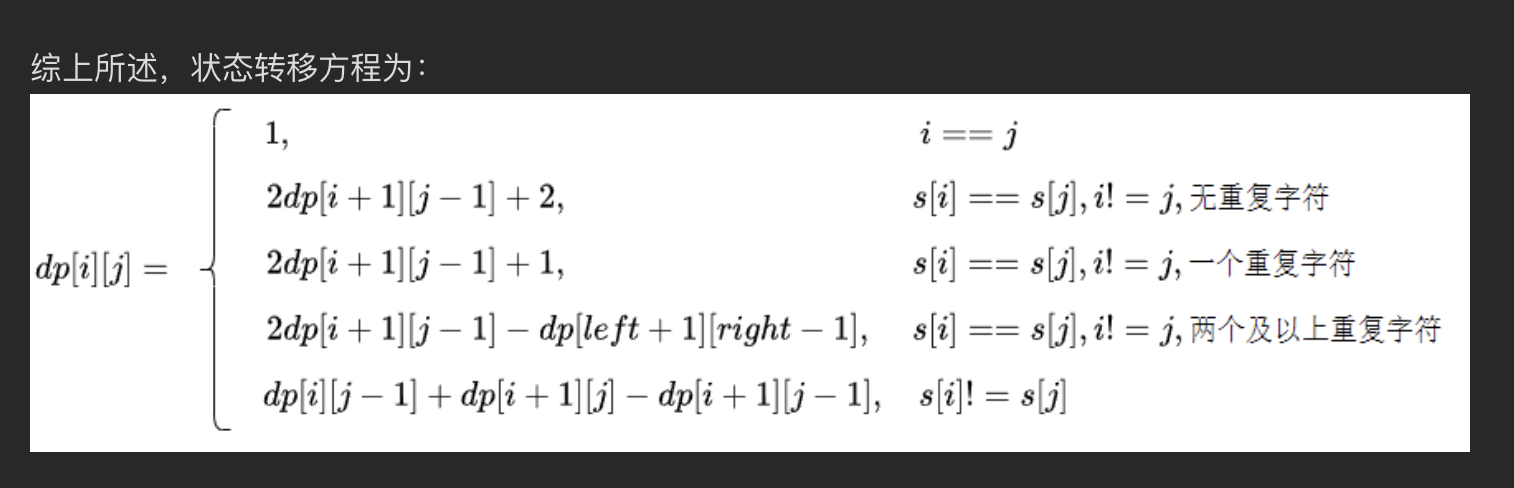 综上所述，状态转移方程为：
1, i == j
2dp[i + 1][j − 1] + 2, s[i] == s[j], i! = j, 无重复字符
dp[i][j] = 2dp[i + 1][j − 1] + 1, s[i] == s[j], i! = j, 一个重复字符
2dp[i + 1][j − 1] − dp[left + 1][right − 1], s[i] == s[j], i! = j, 两个及以上重复字符
dp[i][j − 1] + dp[i + 1][j] − dp[i + 1][j − 1], s[i]! = s[j]